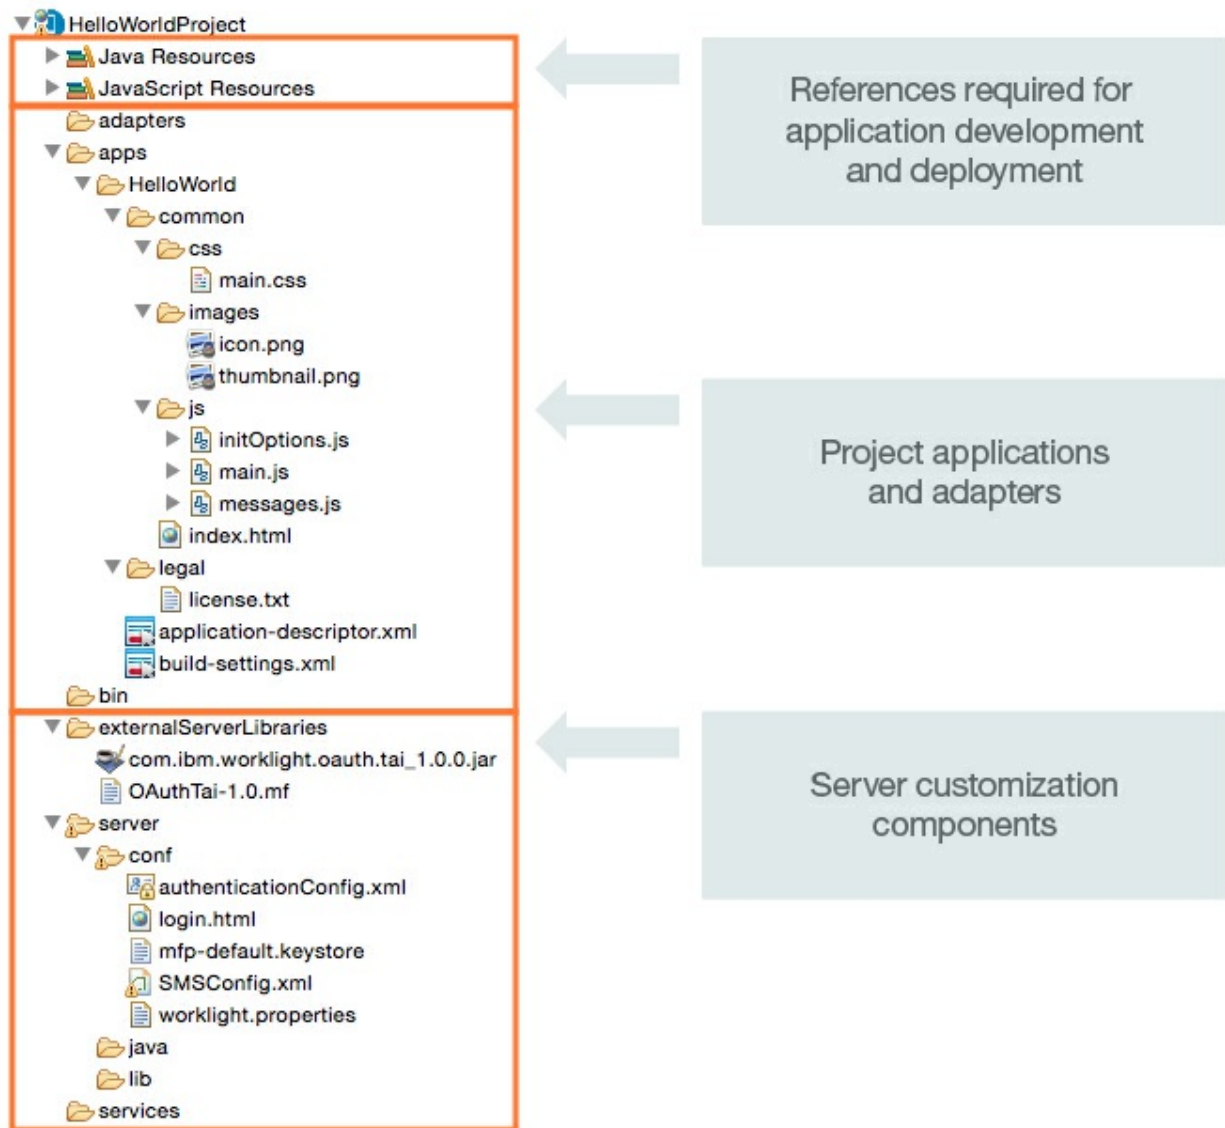 HelloWorldProject
Java Resources
JavaScript Resources
adapters
apps
HelloWorld
common
css
main.css
images
icon.png
thumbnail.png
js
initOptions.js
main.js
messages.js
index.html
legal
license.txt
application-descriptor.xml
build-settings.xml
bin
externalServerLibraries
com.ibm.worklight.oauth.tai_1.0.0.jar
OAuthTai-1.0.mf
server
conf
authenticationConfig.xml
login.html
mfp-default.keystore
SMSConfig.xml
worklight.properties
java
lib
services
References required for
application development
and deployment
Project applications
and adapters
Server customization
components